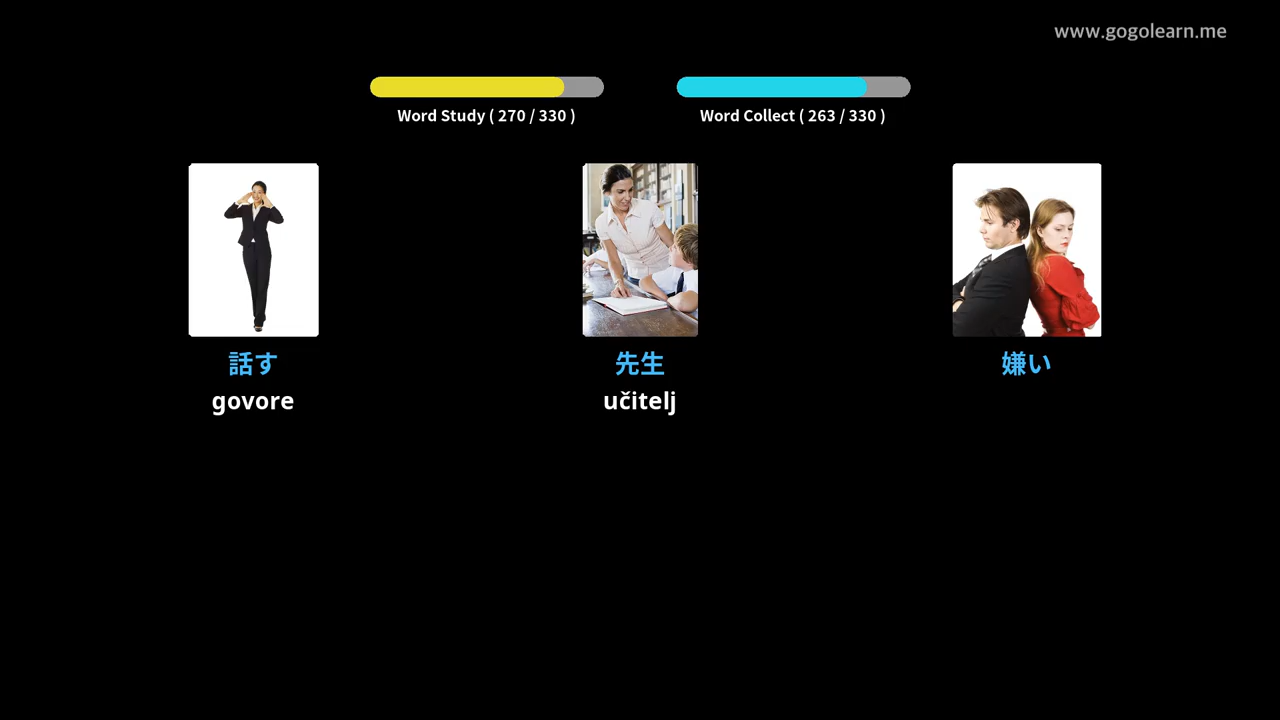 www.gogolearn.me
Word Study ( 270 / 330 )
Word Collect ( 263 / 330 )
話す
先生
嫌い
govore
učitelj